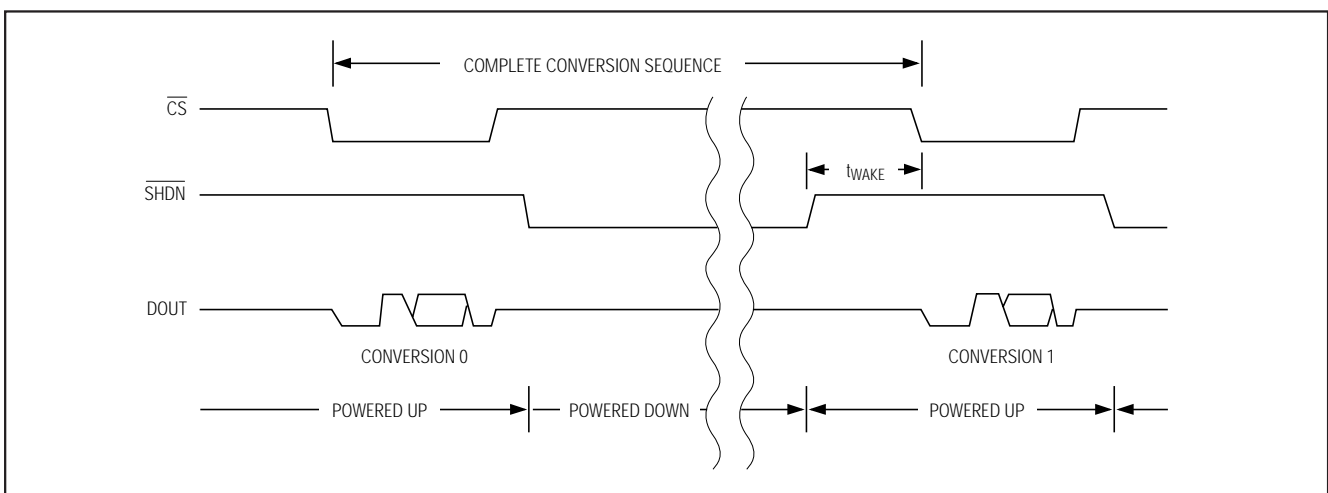 COMPLETE CONVERSION SEQUENCE
CS
tWAKE
SHDN
DOUT
CONVERSION 0 CONVERSION 1
POWERED UP POWERED DOWN POWERED UP